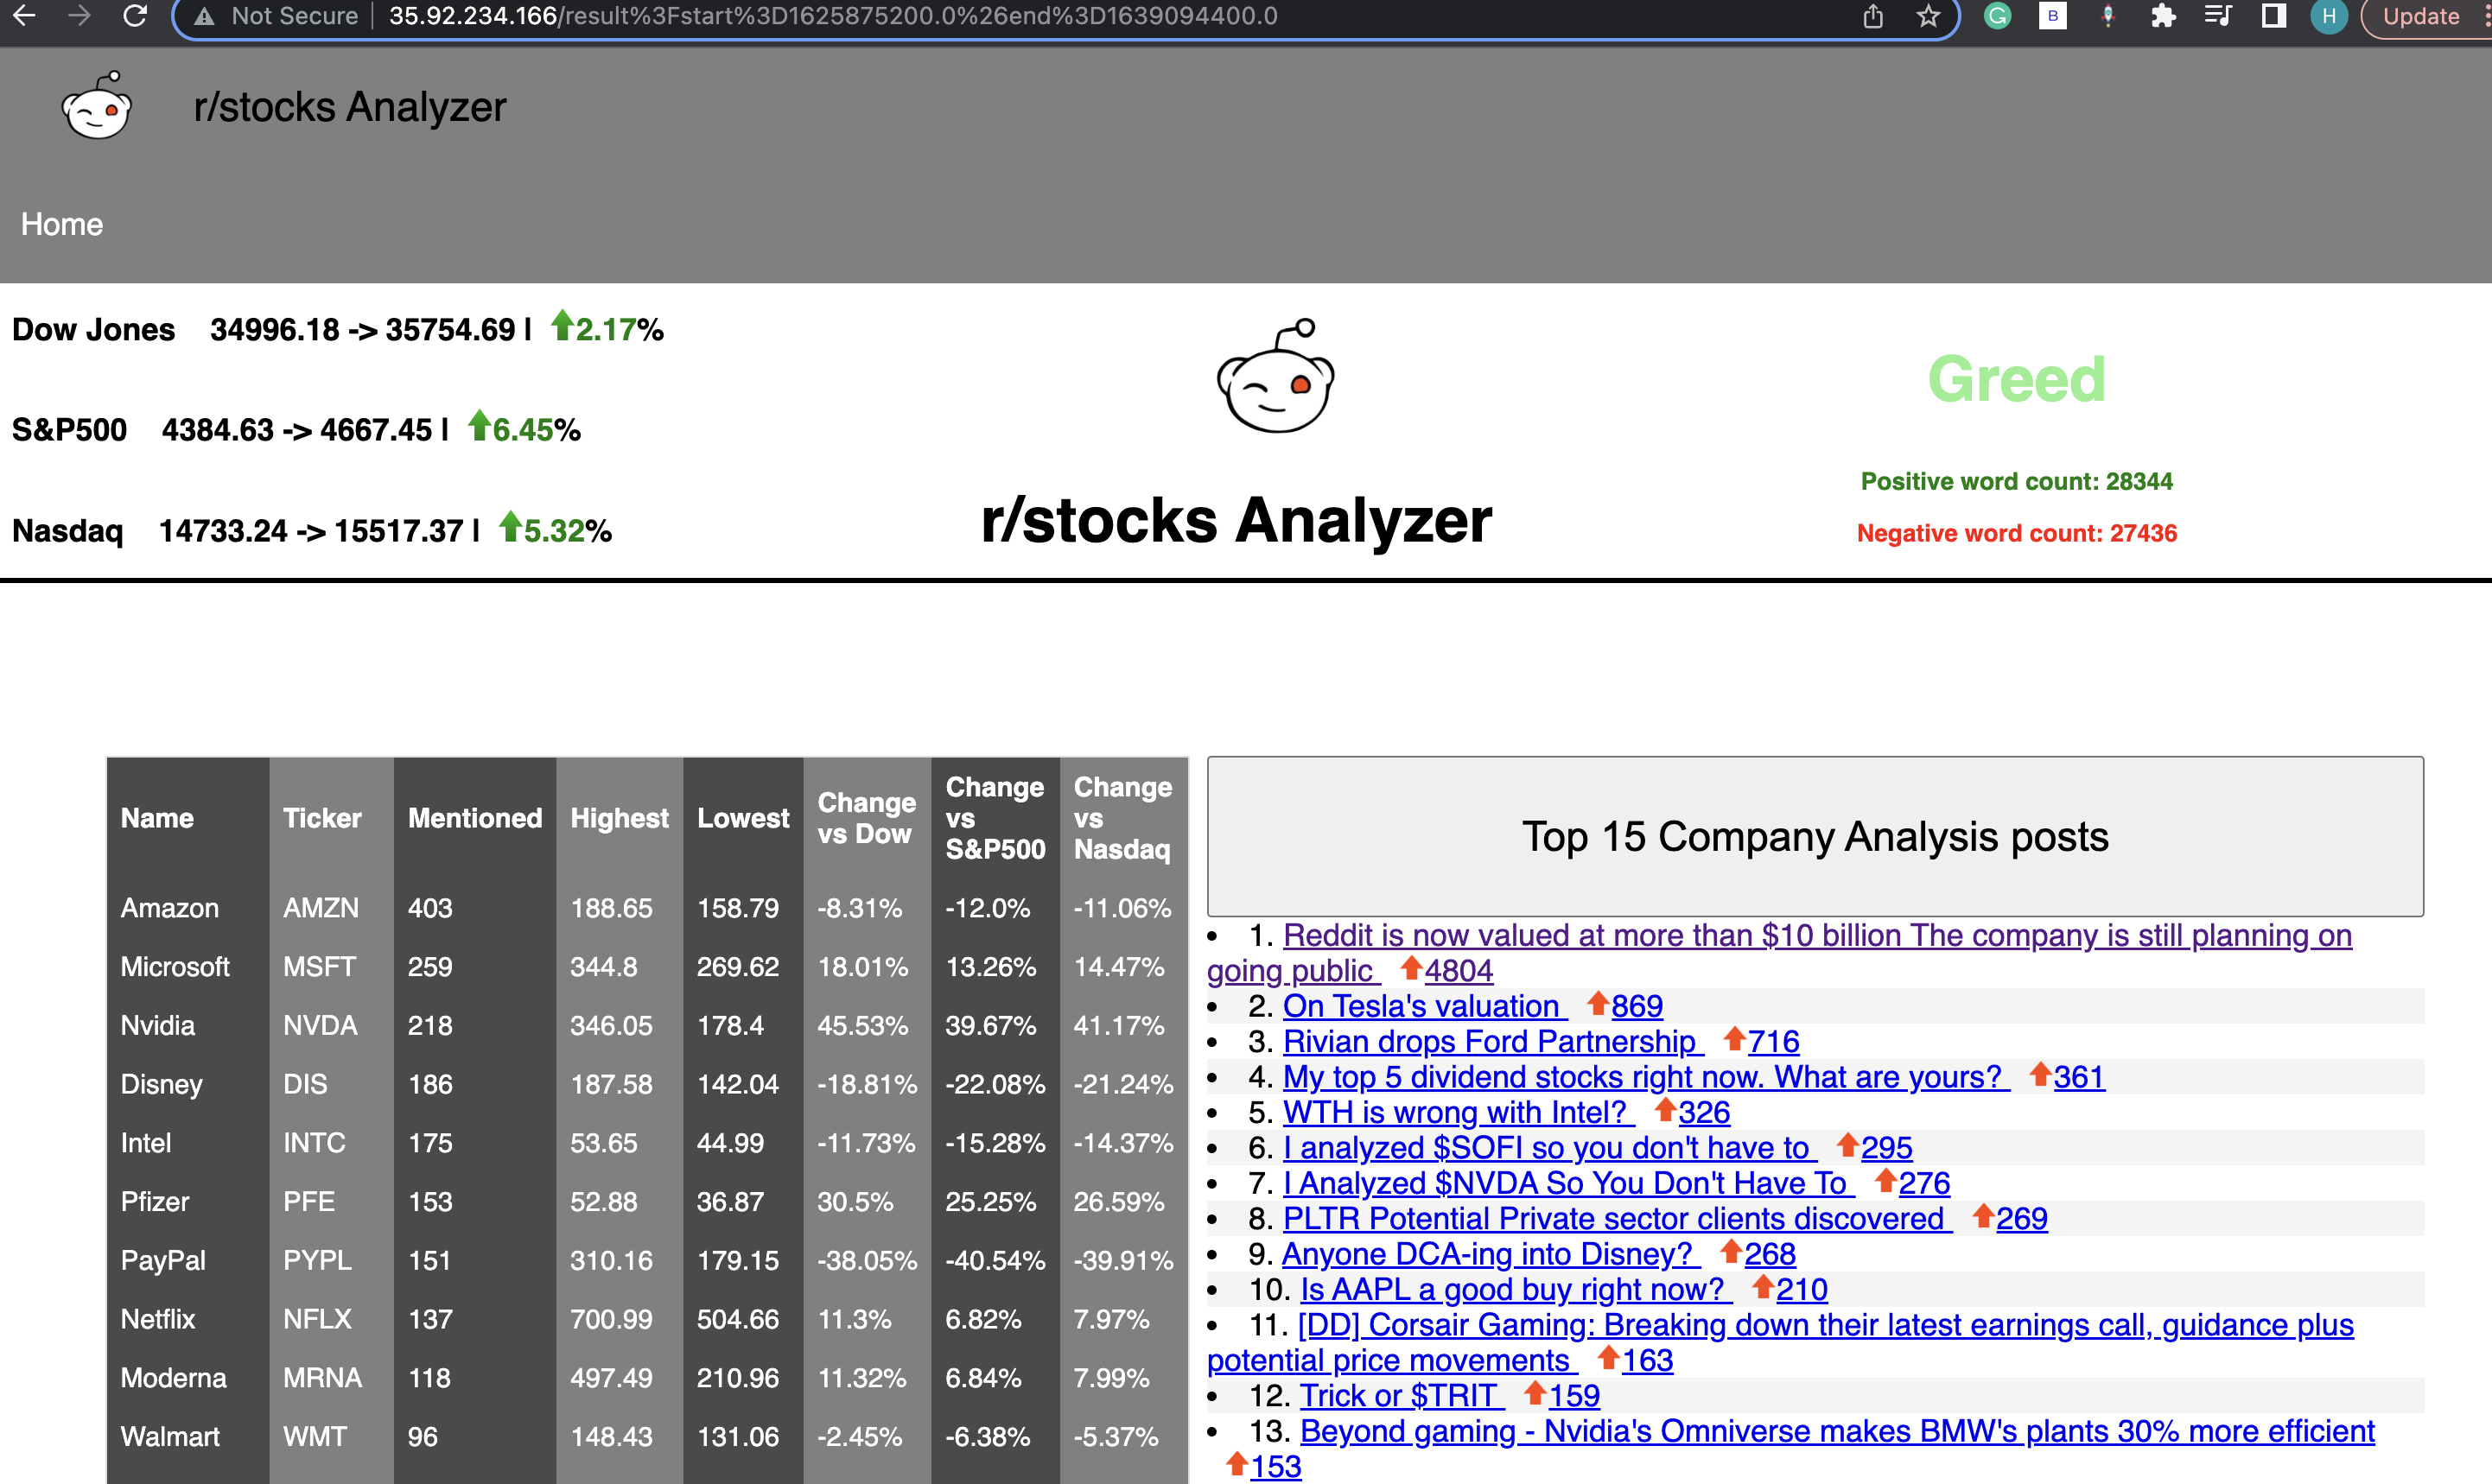 Not Secure | 35.92.234.166/result%3Fstart%3D1625875200.0%26end%3D1639094400.0
G
B
H
Update
r/stocks Analyzer
Home
Dow Jones 34996.18 -> 35754.69 | 2.17%
S&P500 4384.63 -> 4667.45 | 6.45%
Nasdaq 14733.24 -> 15517.37 | 5.32%
r/stocks Analyzer
Greed
Positive word count: 28344
Negative word count: 27436
Name Ticker Mentioned Highest Lowest Change vs Dow Change vs S&P500 Change vs Nasdaq
Amazon AMZN 403 188.65 158.79 -8.31% -12.0% -11.06%
Microsoft MSFT 259 344.8 269.62 18.01% 13.26% 14.47%
Nvidia NVDA 218 346.05 178.4 45.53% 39.67% 41.17%
Disney DIS 186 187.58 142.04 -18.81% -22.08% -21.24%
Intel INTC 175 53.65 44.99 -11.73% -15.28% -14.37%
Pfizer PFE 153 52.88 36.87 30.5% 25.25% 26.59%
PayPal PYPL 151 310.16 179.15 -38.05% -40.54% -39.91%
Netflix NFLX 137 700.99 504.66 11.3% 6.82% 7.97%
Moderna MRNA 118 497.49 210.96 11.32% 6.84% 7.99%
Walmart WMT 96 148.43 131.06 -2.45% -6.38% -5.37%
Top 15 Company Analysis posts
• 1. Reddit is now valued at more than $10 billion The company is still planning on
going public 4804
• 2. On Tesla's valuation 869
• 3. Rivian drops Ford Partnership 716
• 4. My top 5 dividend stocks right now. What are yours? 361
• 5. WTH is wrong with Intel? 326
• 6. I analyzed $SOFI so you don't have to 295
• 7. I Analyzed $NVDA So You Don't Have To 276
• 8. PLTR Potential Private sector clients discovered 269
• 9. Anyone DCA-ing into Disney? 268
• 10. Is AAPL a good buy right now? 210
• 11. [DD] Corsair Gaming: Breaking down their latest earnings call, guidance plus
potential price movements 163
• 12. Trick or $TRIT 159
• 13. Beyond gaming - Nvidia's Omniverse makes BMW's plants 30% more efficient
153